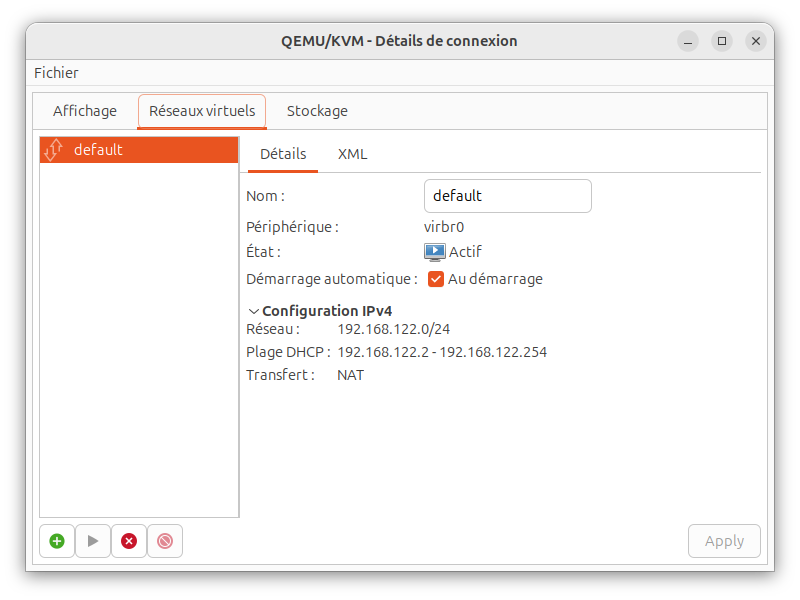 QEMU/KVM - Détails de connexion
Fichier
Affichage
Réseaux virtuels
Stockage
default
Détails
XML
Nom :
default
Périphérique :
virbr0
État :
Actif
Démarrage automatique :
Au démarrage
Configuration IPv4
Réseau :
192.168.122.0/24
Plage DHCP :
192.168.122.2 - 192.168.122.254
Transfert :
NAT
Apply